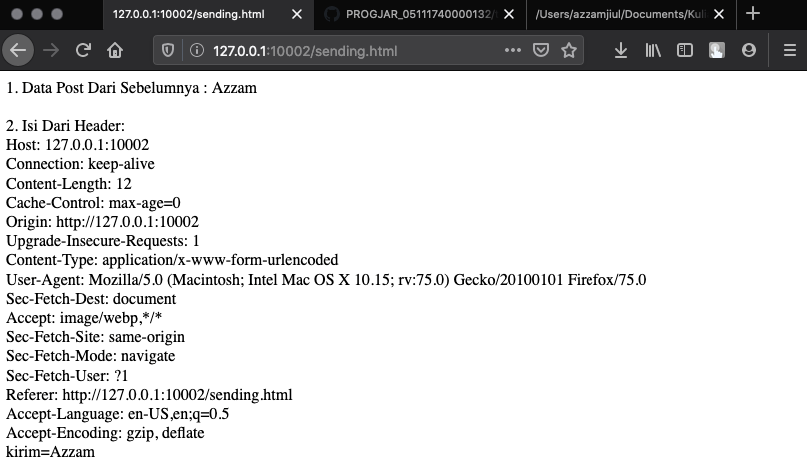 127.0.0.1:10002/sending.html
PROGJAR_05111740000132/
/Users/azzamjiul/Documents/Kuli
127.0.0.1:10002/sending.html
1. Data Post Dari Sebelumnya : Azzam
2. Isi Dari Header:
Host: 127.0.0.1:10002
Connection: keep-alive
Content-Length: 12
Cache-Control: max-age=0
Origin: http://127.0.0.1:10002
Upgrade-Insecure-Requests: 1
Content-Type: application/x-www-form-urlencoded
User-Agent: Mozilla/5.0 (Macintosh; Intel Mac OS X 10.15; rv:75.0) Gecko/20100101 Firefox/75.0
Sec-Fetch-Dest: document
Accept: image/webp,*/*
Sec-Fetch-Site: same-origin
Sec-Fetch-Mode: navigate
Sec-Fetch-User: ?1
Referer: http://127.0.0.1:10002/sending.html
Accept-Language: en-US,en;q=0.5
Accept-Encoding: gzip, deflate
kirim=Azzam